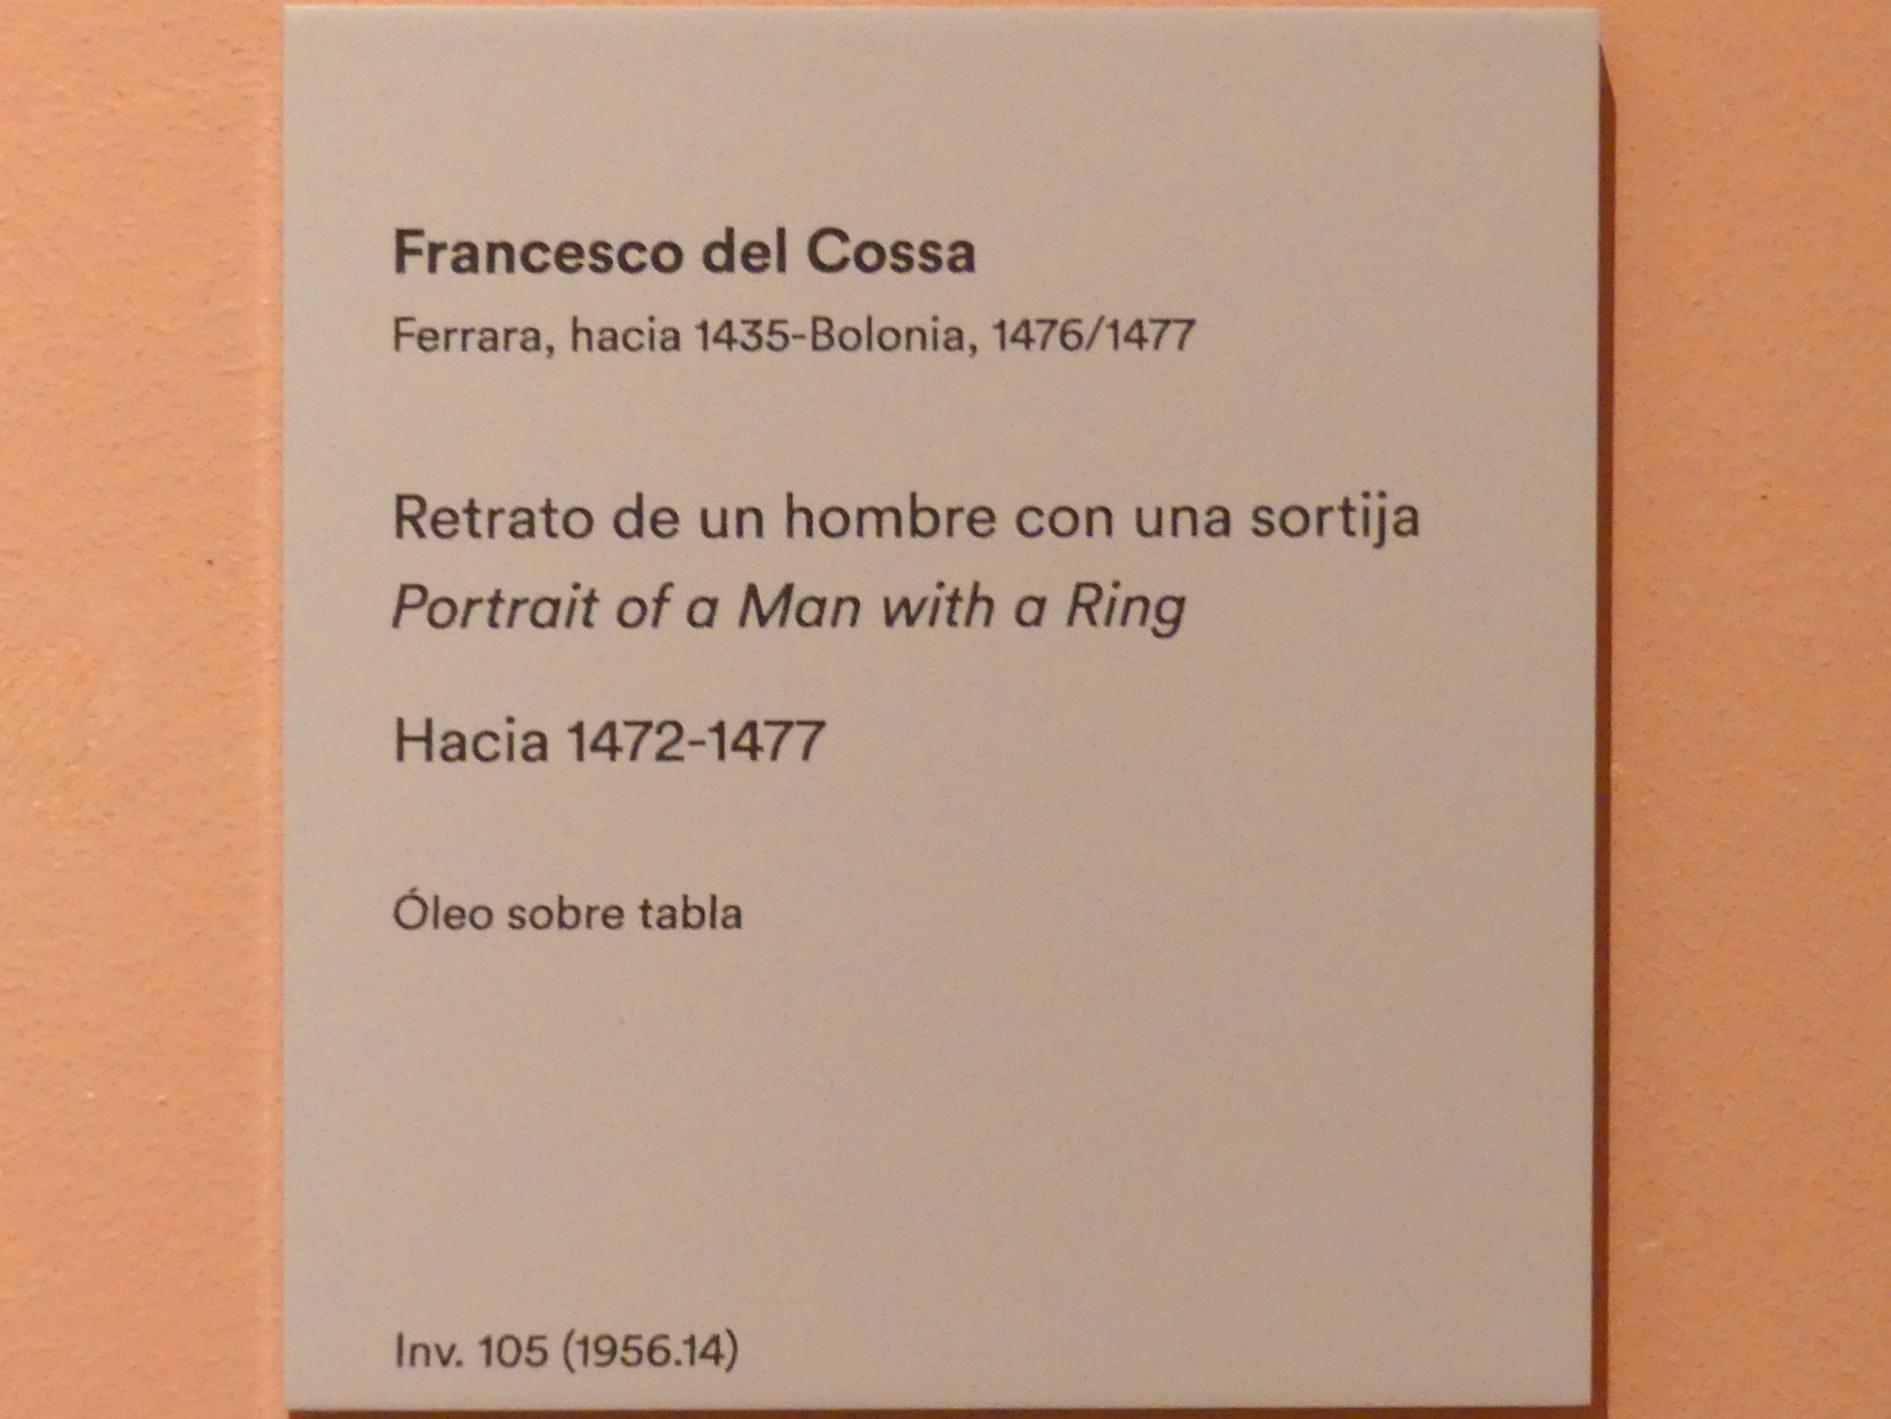 Francesco del Cossa
Ferrara, hacia 1435-Bolonia, 1476/1477
Retrato de un hombre con una sortija
Portrait of a Man with a Ring
Hacia 1472-1477
Óleo sobre tabla
Inv. 105 (1956.14)